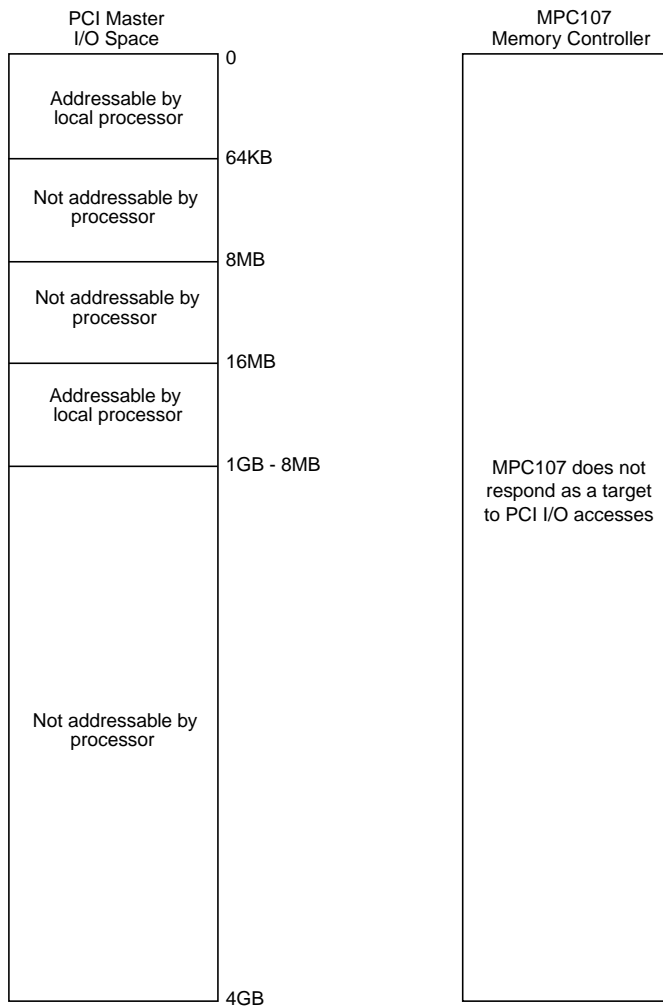 PCI Master
I/O Space
0
Addressable by
local processor
64KB
Not addressable by
processor
8MB
Not addressable by
processor
16MB
Addressable by
local processor
1GB - 8MB
Not addressable by
processor
4GB
MPC107
Memory Controller
MPC107 does not
respond as a target
to PCI I/O accesses